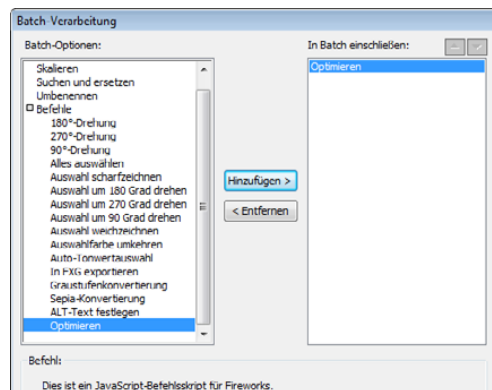 Batch-Verarbeitung
Batch-Optionen:
Skalieren
Suchen und ersetzen
Umbenennen
Befehle
180°-Drehung
270°-Drehung
90°-Drehung
Alles auswählen
Auswahl scharfzeichnen
Auswahl um 180 Grad drehen
Auswahl um 270 Grad drehen
Auswahl um 90 Grad drehen
Auswahl weichzeichnen
Auswahlfarbe umkehren
Auto-Tonwertauswahl
In FXG exportieren
Graustufenkonvertierung
Sepia-Konvertierung
ALT-Text festlegen
Optimieren
Hinzufügen >
< Entfernen
In Batch einschließen:
Optimieren
Befehl:
Dies ist ein JavaScript-Befehlsskript für Fireworks.